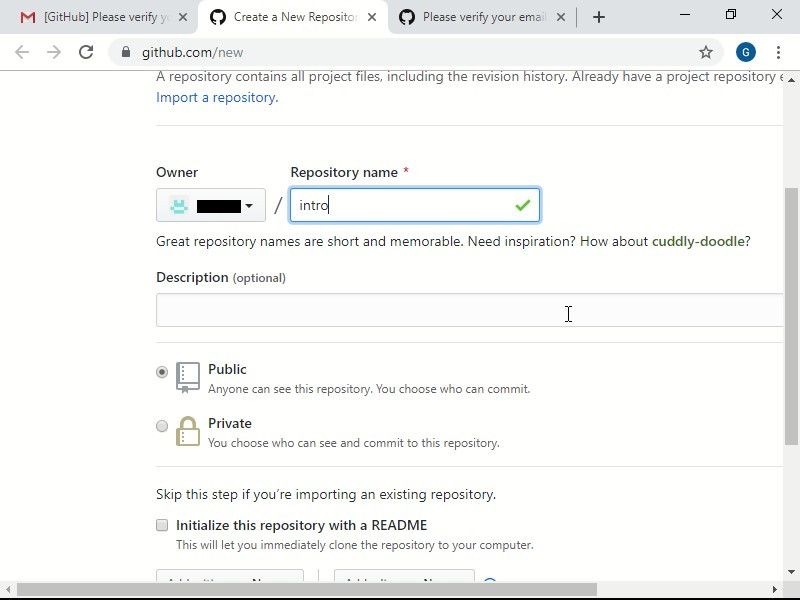 [GitHub] Please verify y
Create a New Repositor
Please verify your email
github.com/new
G
A repository contains all project files, including the revision history. Already have a project repository e
Import a repository.
Owner
Repository name *
/
intro
Great repository names are short and memorable. Need inspiration? How about cuddly-doodle?
Description (optional)
Public
Anyone can see this repository. You choose who can commit.
Private
You choose who can see and commit to this repository.
Skip this step if you're importing an existing repository.
Initialize this repository with a README
This will let you immediately clone the repository to your computer.